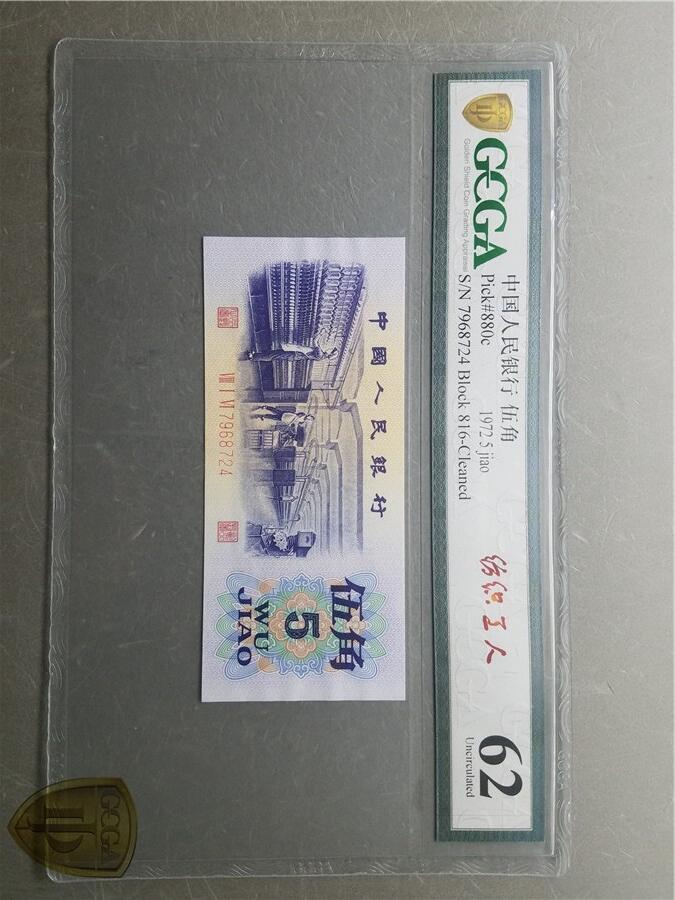 GCGA
Golden Shield Coin Grading Appraisal
中国人民银行 伍角
Pick#880c 1972 5 jiao
S/N 7968724 Block 816-Cleaned
纺织工人
62
Uncirculated
中國人民銀行
VIII I VI 7968724
伍角
5
WU
JIAO
GCGA